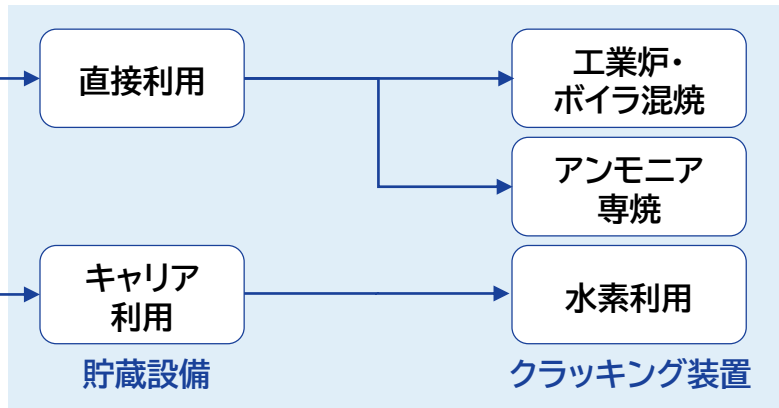 直接利用
工業炉・
ボイラ混焼
アンモニア
専焼
キャリア
利用
水素利用
貯蔵設備
クラッキング装置